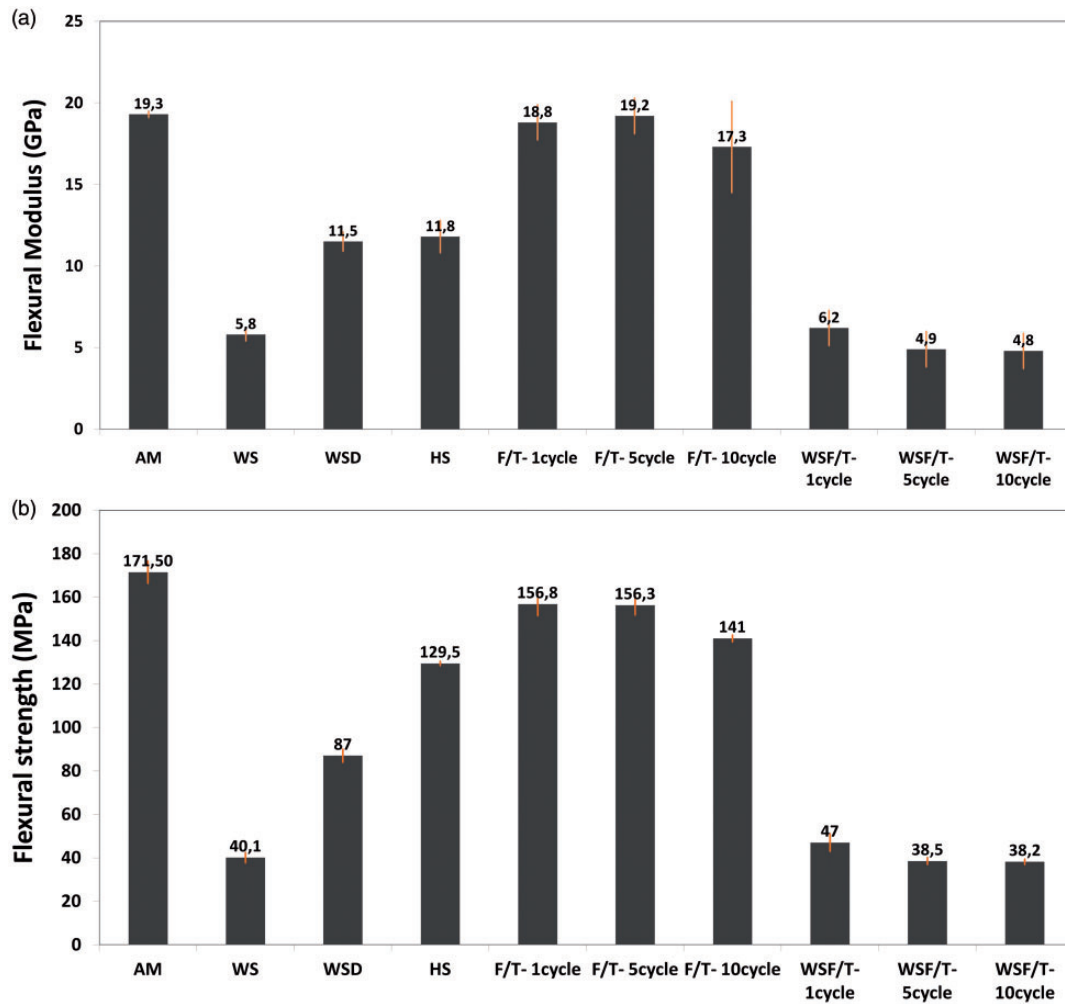 (a)
Flexural Modulus (GPa)
25
20
15
10
5
0
19,3
5,8
11,5
11,8
18,8
19,2
17,3
6,2
4,9
4,8
AM
WS
WSD
HS
F/T- 1cycle
F/T- 5cycle
F/T- 10cycle
WSF/T-
1cycle
WSF/T-
5cycle
WSF/T-
10cycle
(b)
Flexural strength (MPa)
200
180
160
140
120
100
80
60
40
20
0
171,50
40,1
87
129,5
156,8
156,3
141
47
38,5
38,2
AM
WS
WSD
HS
F/T- 1cycle
F/T- 5cycle
F/T- 10cycle
WSF/T-
1cycle
WSF/T-
5cycle
WSF/T-
10cycle